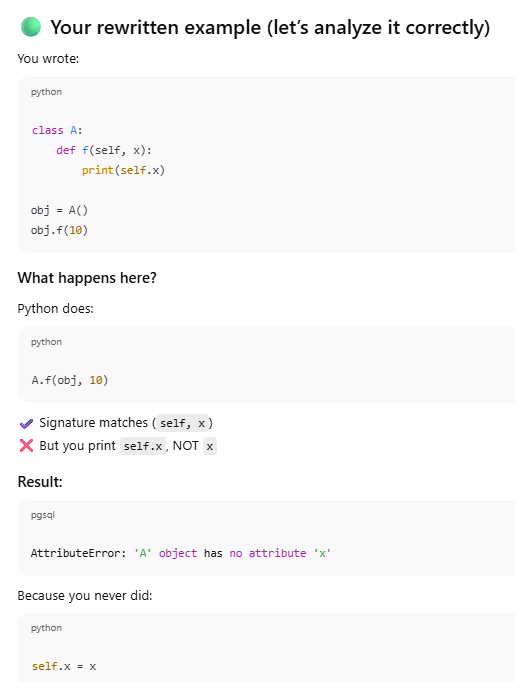 Your rewritten example (let's analyze it correctly)
You wrote:
python
class A:
    def f(self, x):
        print(self.x)
obj = A()
obj.f(10)
What happens here?
Python does:
python
A.f(obj, 10)
✔ Signature matches (self, x)
❌ But you print self.x, NOT x
Result:
pgsql
AttributeError: 'A' object has no attribute 'x'
Because you never did:
python
self.x = x